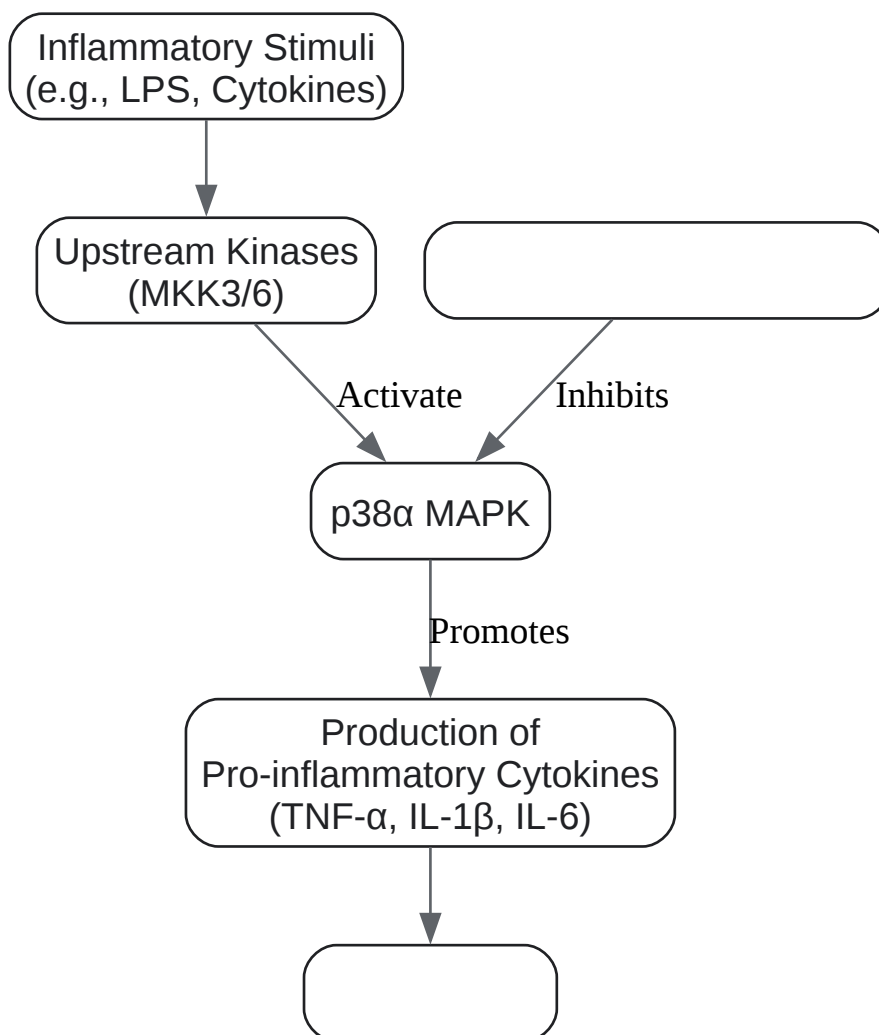 Inflammatory Stimuli
(e.g., LPS, Cytokines)
Upstream Kinases
(MKK3/6)
Activate
Inhibits
p38α MAPK
Promotes
Production of
Pro-inflammatory Cytokines
(TNF-α, IL-1β, IL-6)